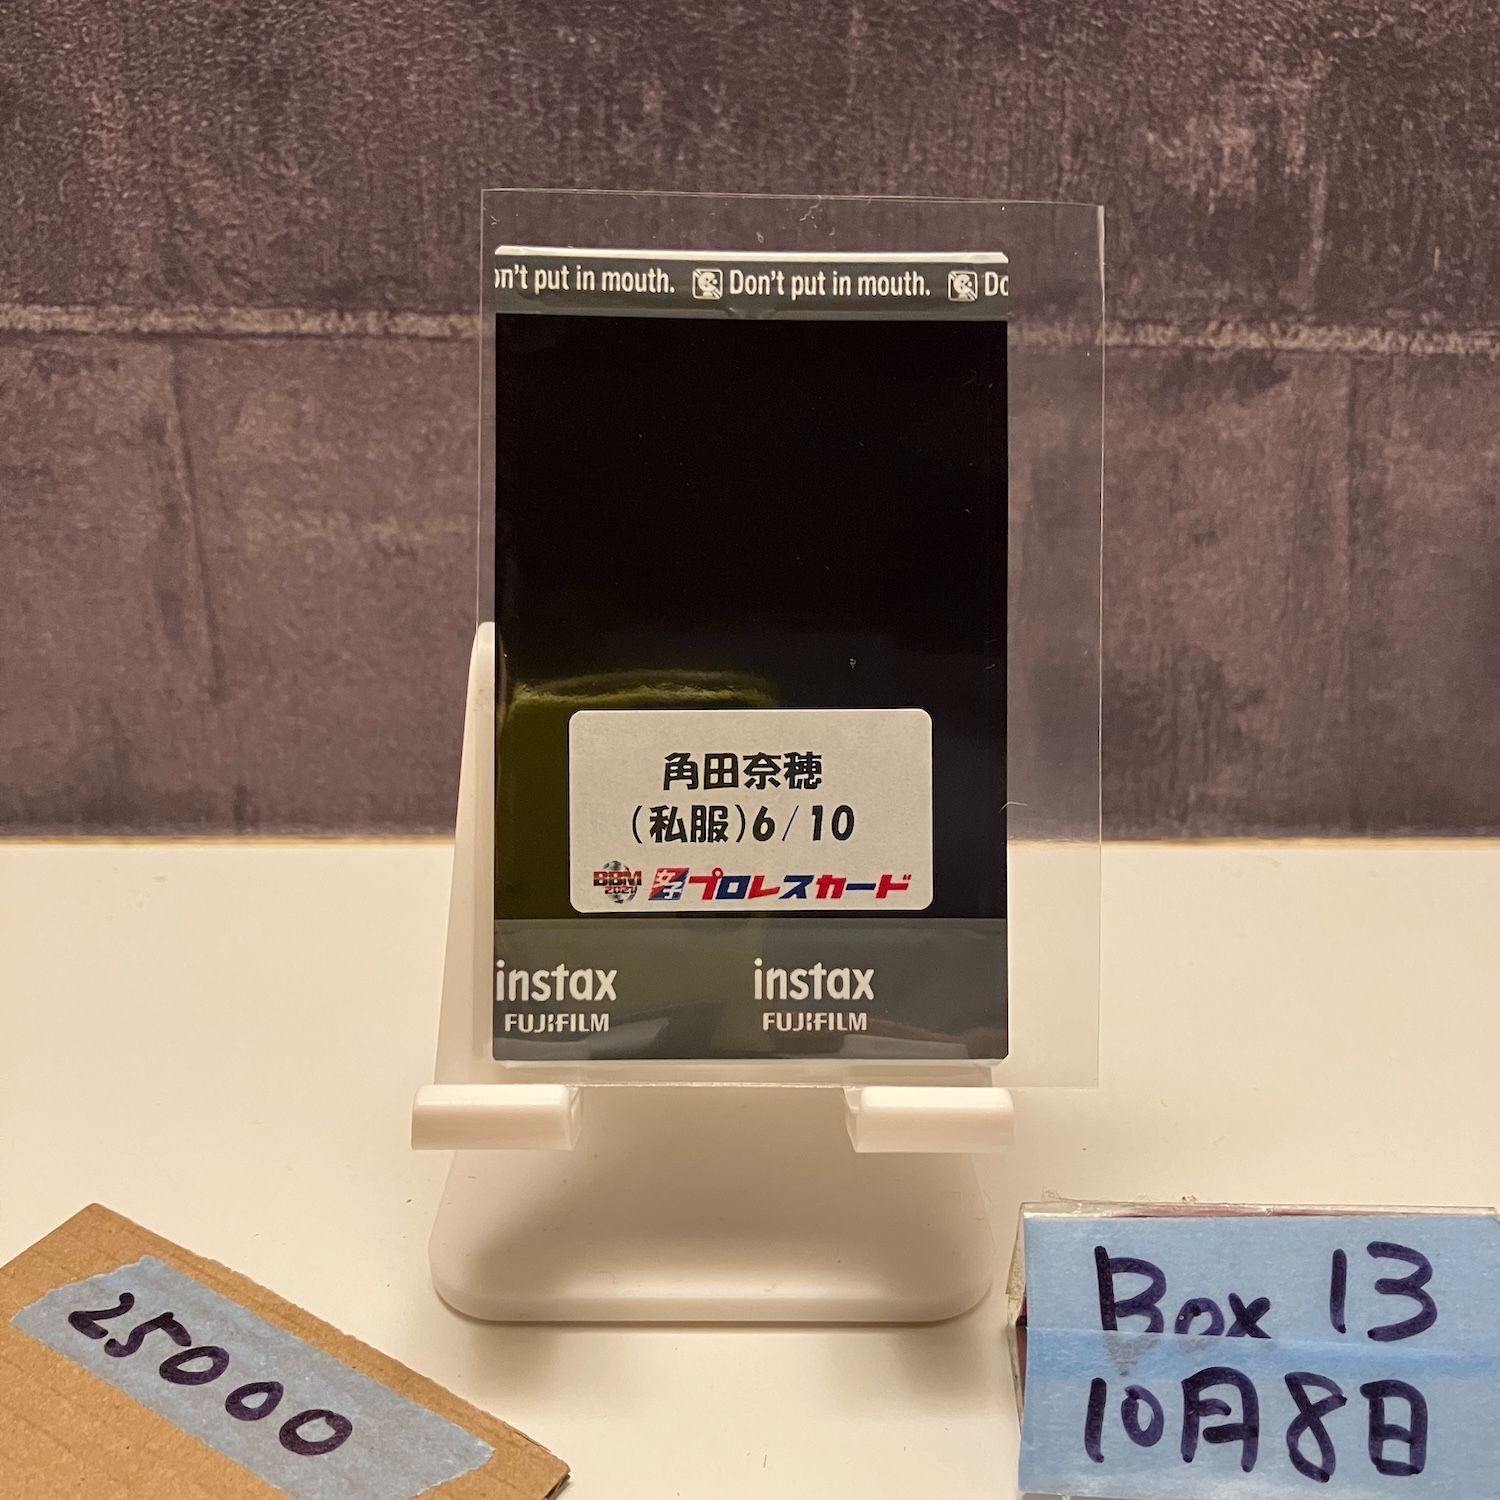 on't put in mouth. Don't put in mouth. Do
角田奈穂
(私服)6/10
BBM 2021 女子プロレスカード
instax instax
FUJIFILM FUJIFILM
25000
Box 13
10月8日